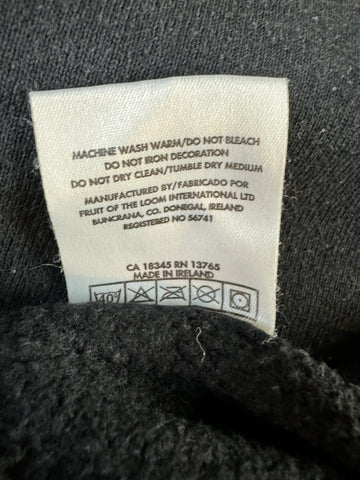 MACHINE WASH WARM/DO NOT BLEACH
DO NOT IRON DECORATION
DO NOT DRY CLEAN/TUMBLE DRY MEDIUM
MANUFACTURED BY/FABRICADO POR
FRUIT OF THE LOOM INTERNATIONAL LTD
BUNCRANA, CO. DONEGAL, IRELAND
REGISTERED NO 56741
CA 18345 RN 13765
MADE IN IRELAND
40°